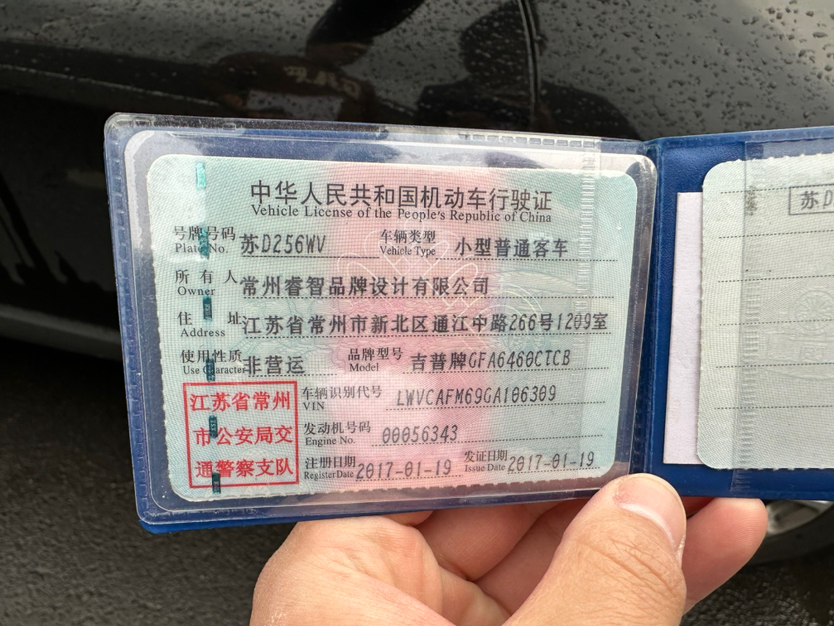 中华人民共和国机动车行驶证
Vehicle License of the People's Republic of China
号牌号码 苏D256WV 车辆类型 小型普通客车
Plate No. Vehicle Type
所有人 常州睿智品牌设计有限公司
Owner
住址 江苏省常州市新北区通江中路266号1209室
Address
使用性质 非营运 品牌型号 吉普牌GFA6460CTCB
Use Character Model
江苏省常州
市公安局交
通警察支队
车辆识别代号 LWVCAFM69GA106309
VIN
发动机号码 00056343
Engine No.
注册日期 2017-01-19 发证日期 2017-01-19
Register Date Issue Date
苏D